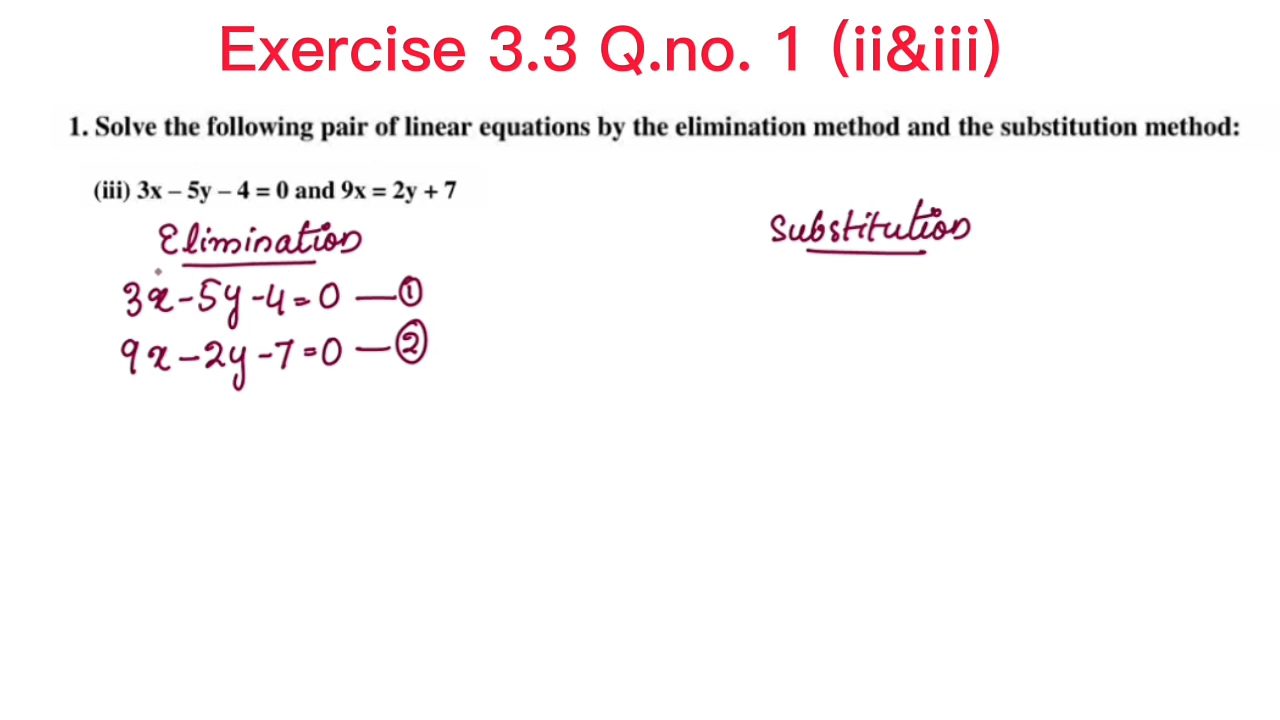 Exercise 3.3 Q.no. 1 (ii&iii)
1. Solve the following pair of linear equations by the elimination method and the substitution method:
(iii) 3x – 5y – 4 = 0 and 9x = 2y + 7
Elimination
3x-5y-4=0 —①
9x-2y-7=0 —②
Substitution